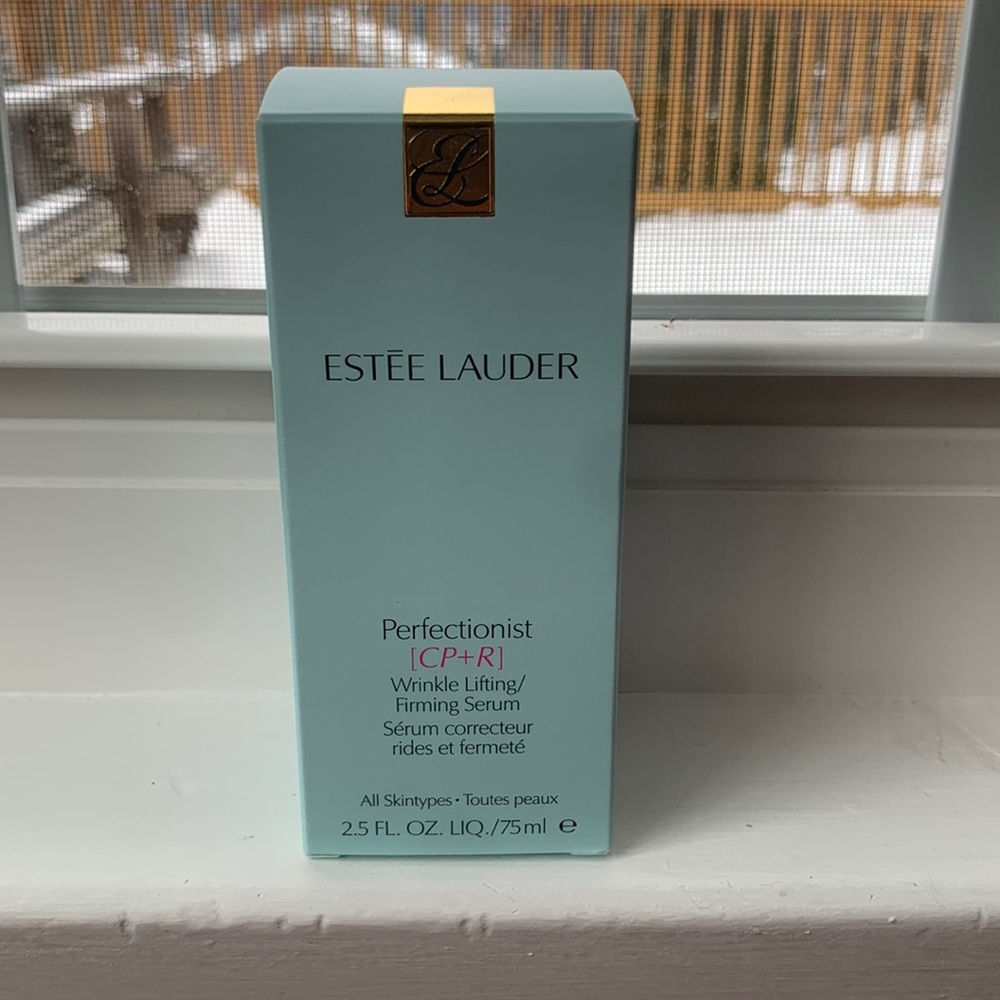 EL
ESTĒE LAUDER
Perfectionist
[CP+R]
Wrinkle Lifting/
Firming Serum
Sérum correcteur
rides et fermeté
All Skintypes • Toutes peaux
2.5 FL. OZ. LIQ./75ml ℮